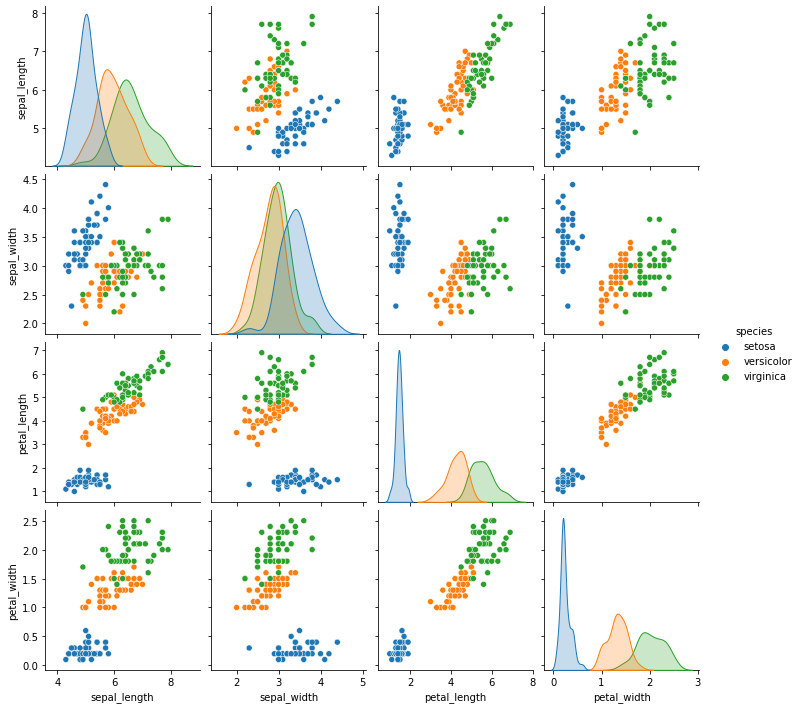 8
7
6
5
sepal_length
4.5
4.0
3.5
3.0
2.5
2.0
sepal_width
7
6
5
4
3
2
1
petal_length
2.5
2.0
1.5
1.0
0.5
0.0
petal_width
4 6 8
sepal_length
2 3 4 5
sepal_width
2 4 6 8
petal_length
0 1 2 3
petal_width
species
setosa
versicolor
virginica